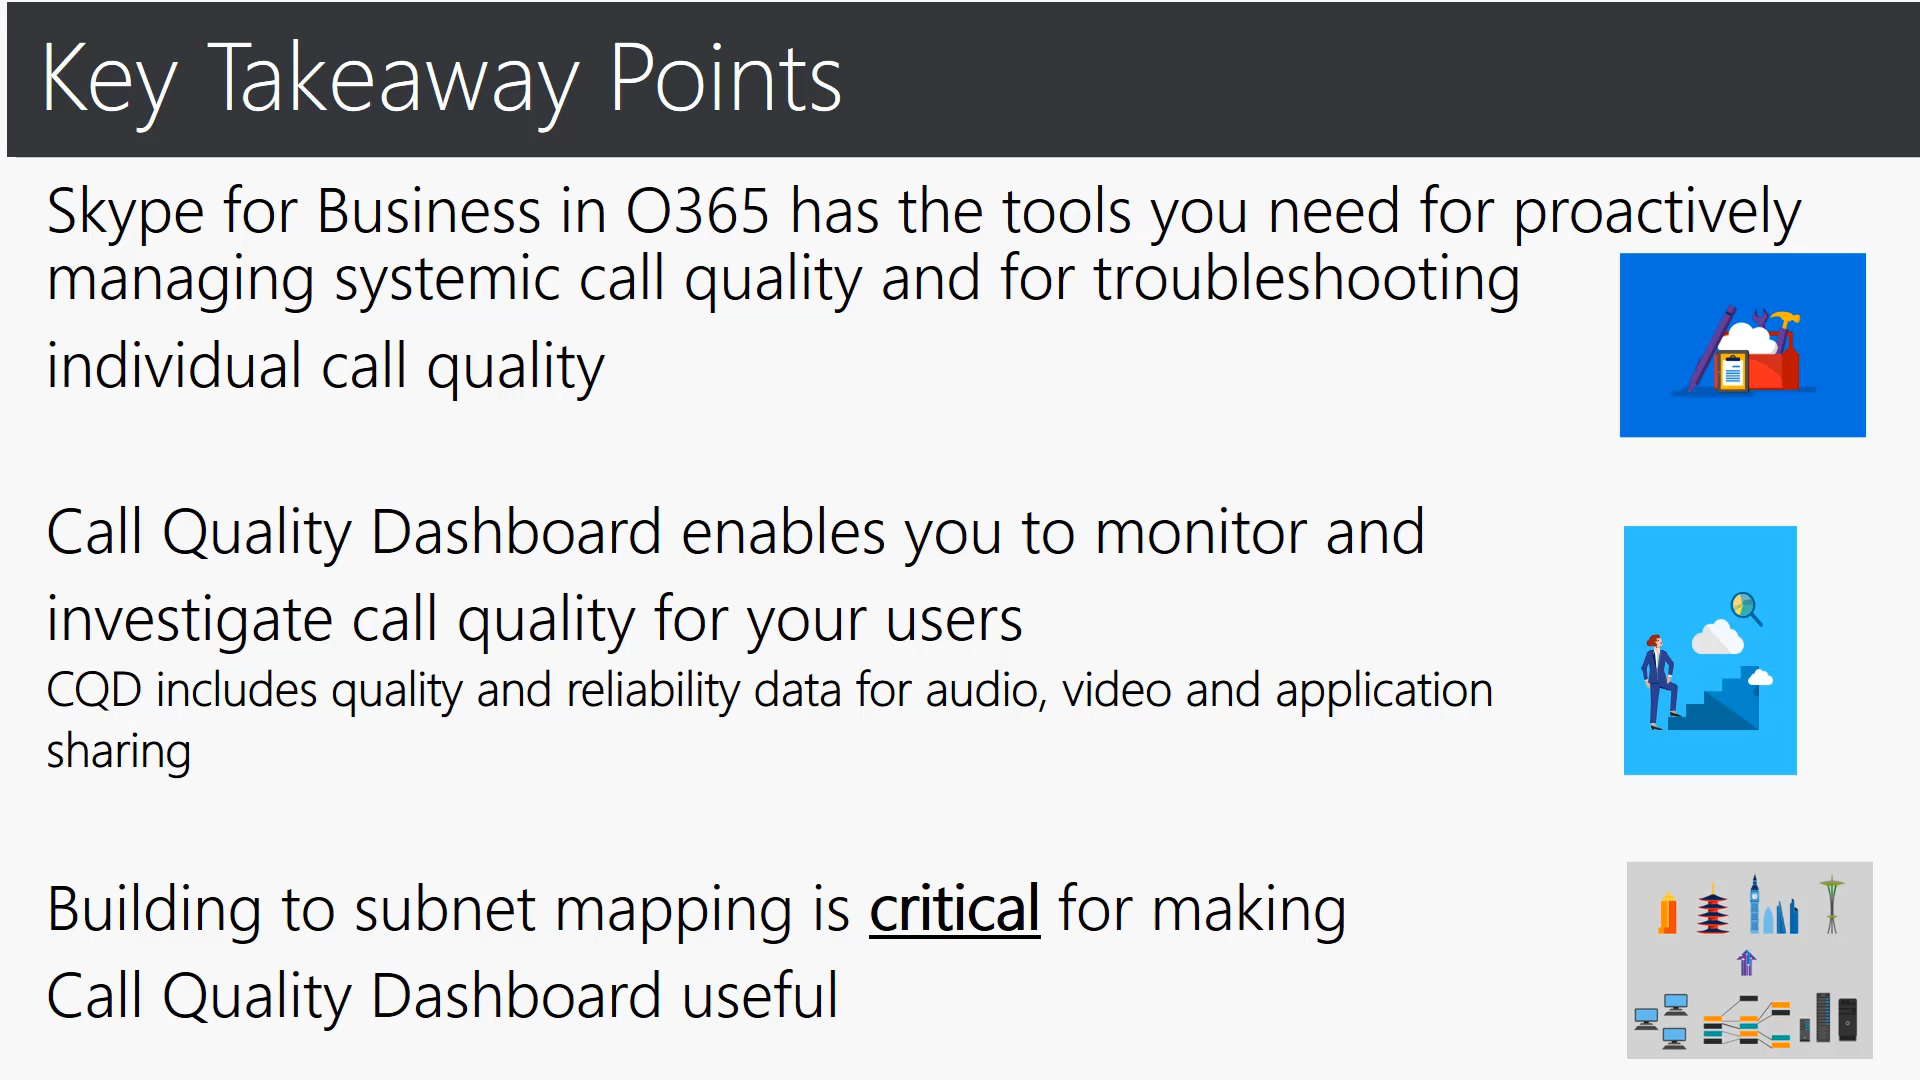 Key Takeaway Points
Skype for Business in O365 has the tools you need for proactively
managing systemic call quality and for troubleshooting
individual call quality
Call Quality Dashboard enables you to monitor and
investigate call quality for your users
CQD includes quality and reliability data for audio, video and application
sharing
Building to subnet mapping is critical for making
Call Quality Dashboard useful